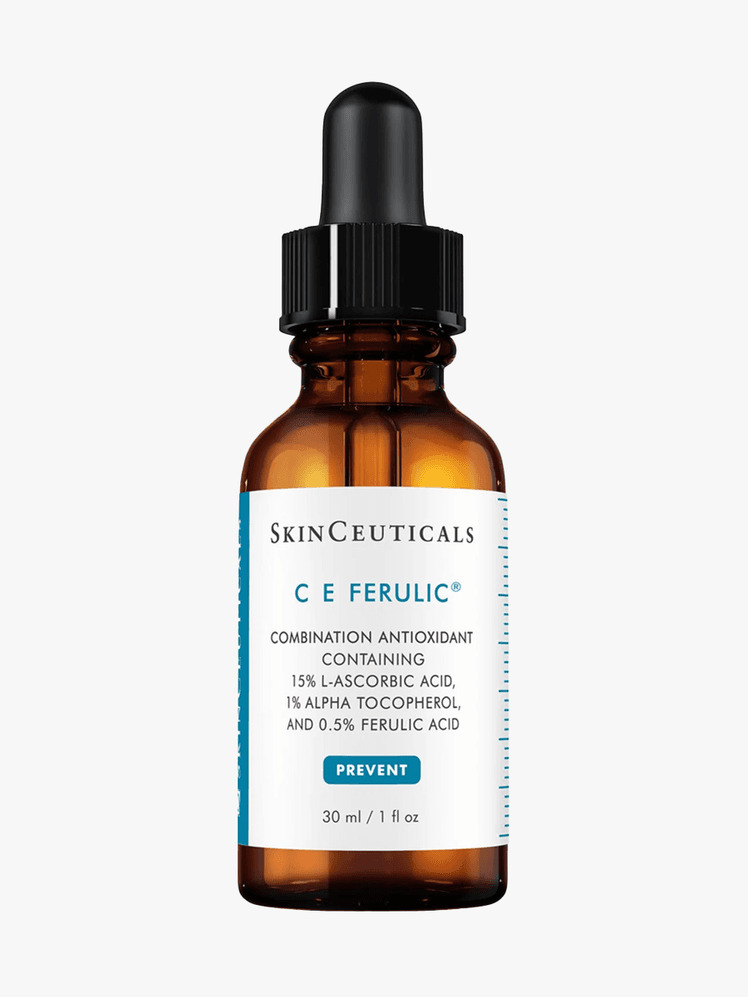 SKINCEUTICALS
C E FERULIC®
COMBINATION ANTIOXIDANT
CONTAINING
15% L-ASCORBIC ACID,
1% ALPHA TOCOPHEROL,
AND 0.5% FERULIC ACID
PREVENT
30 ml / 1 fl oz